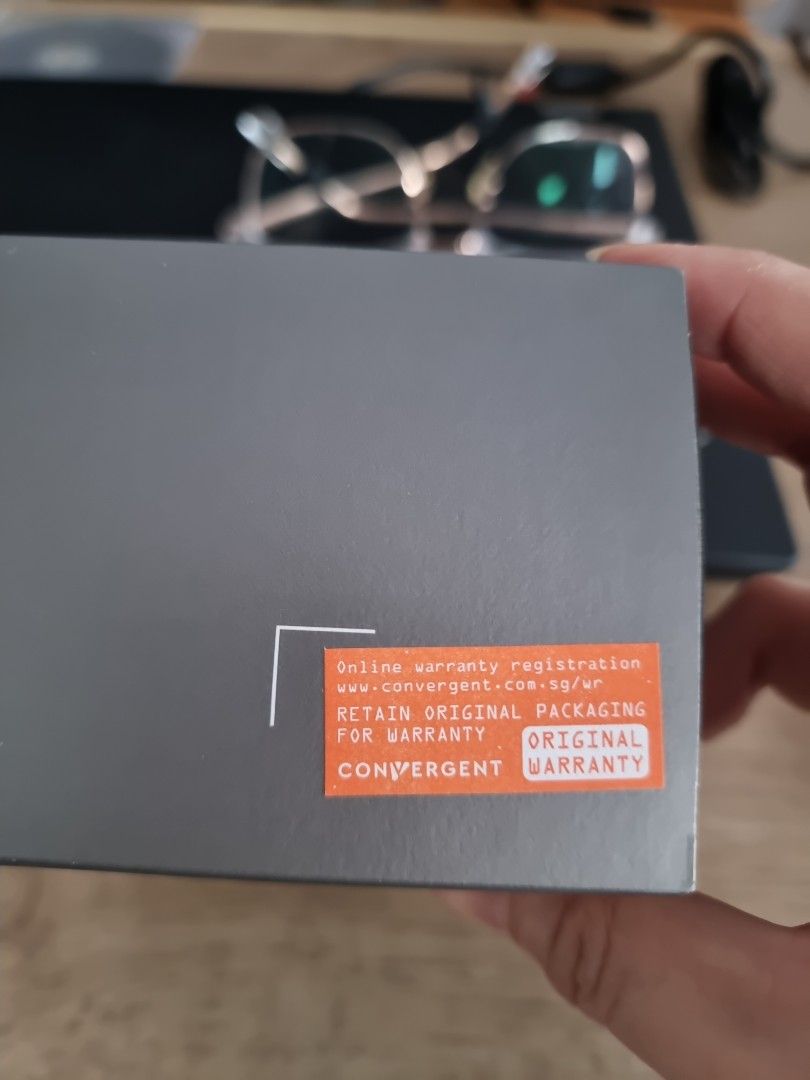 Online warranty registration
www.convergent.com.sg/wr
RETAIN ORIGINAL PACKAGING
FOR WARRANTY
CONVERGENT
ORIGINAL
WARRANTY